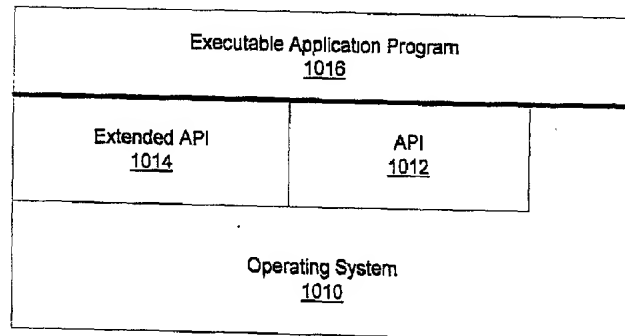 Executable Application Program
1016
Extended API
1014
API
1012
Operating System
1010